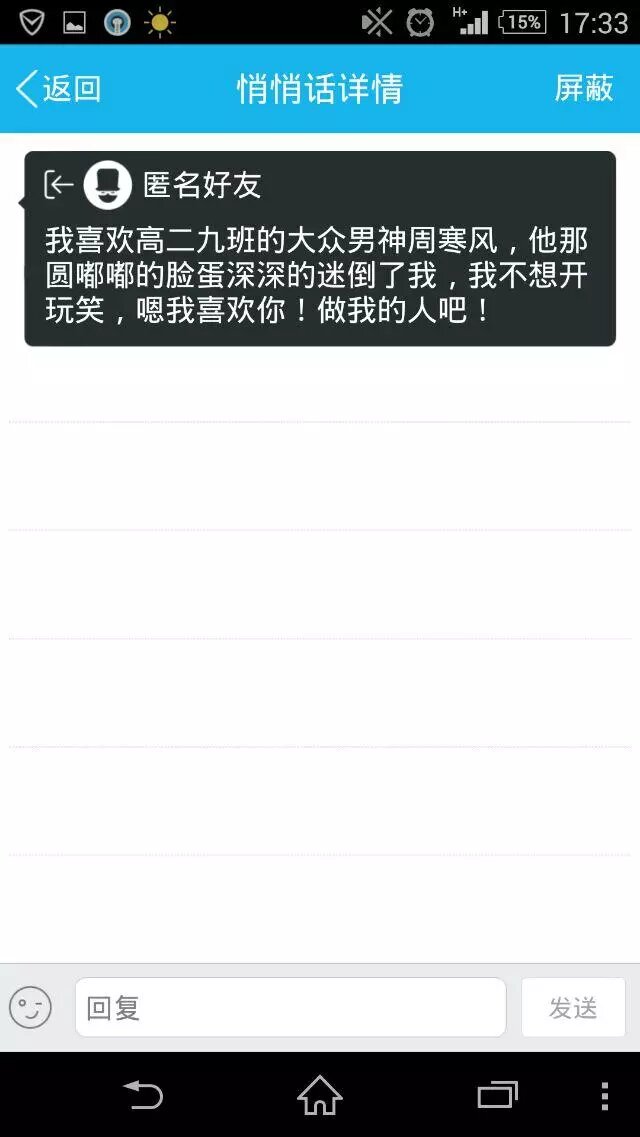 H+ 15% 17:33
返回 悄悄话详情 屏蔽
匿名好友
我喜欢高二九班的大众男神周寒风，他那
圆嘟嘟的脸蛋深深的迷倒了我，我不想开
玩笑，嗯我喜欢你！做我的人吧！
回复 发送